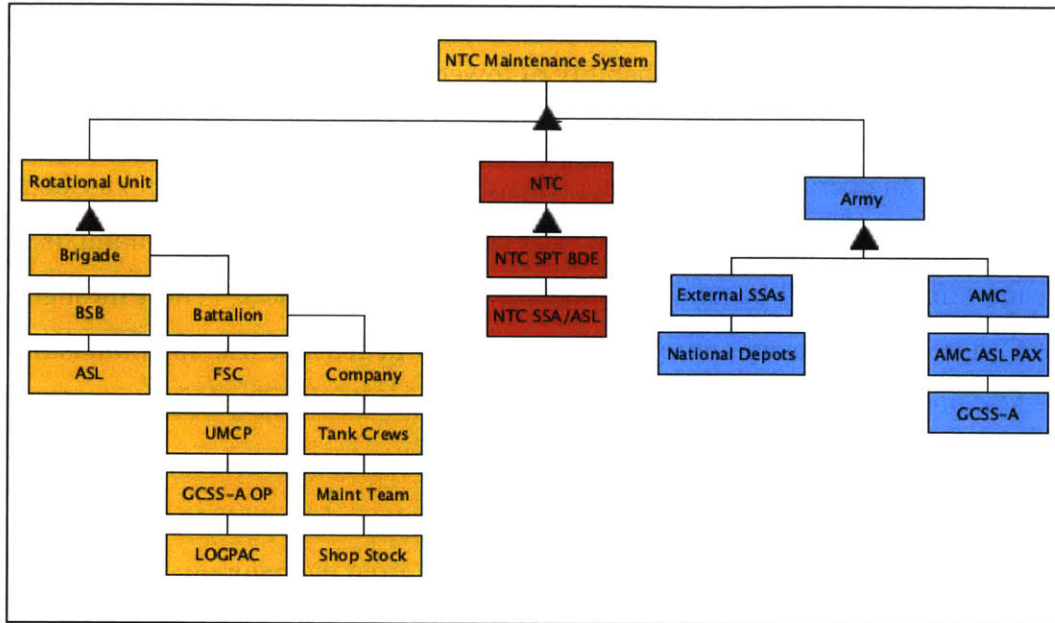 NTC Maintenance System
Rotational Unit
NTC
Army
Brigade
NTC SPT BDE
External SSAs
AMC
BSB
Battalion
NTC SSA/ASL
National Depots
AMC ASL PAX
ASL
FSC
Company
GCSS-A
UMCP
Tank Crews
GCSS-A OP
Maint Team
LOGPAC
Shop Stock